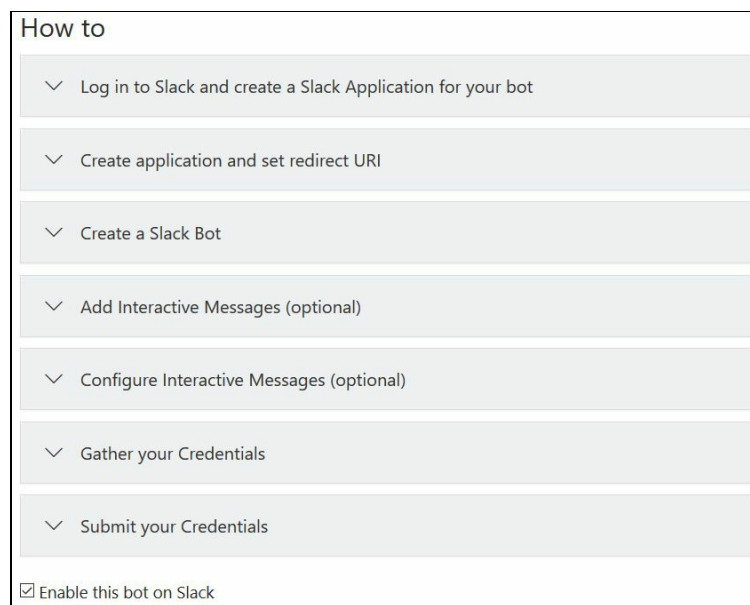 How to
Log in to Slack and create a Slack Application for your bot
Create application and set redirect URI
Create a Slack Bot
Add Interactive Messages (optional)
Configure Interactive Messages (optional)
Gather your Credentials
Submit your Credentials
Enable this bot on Slack